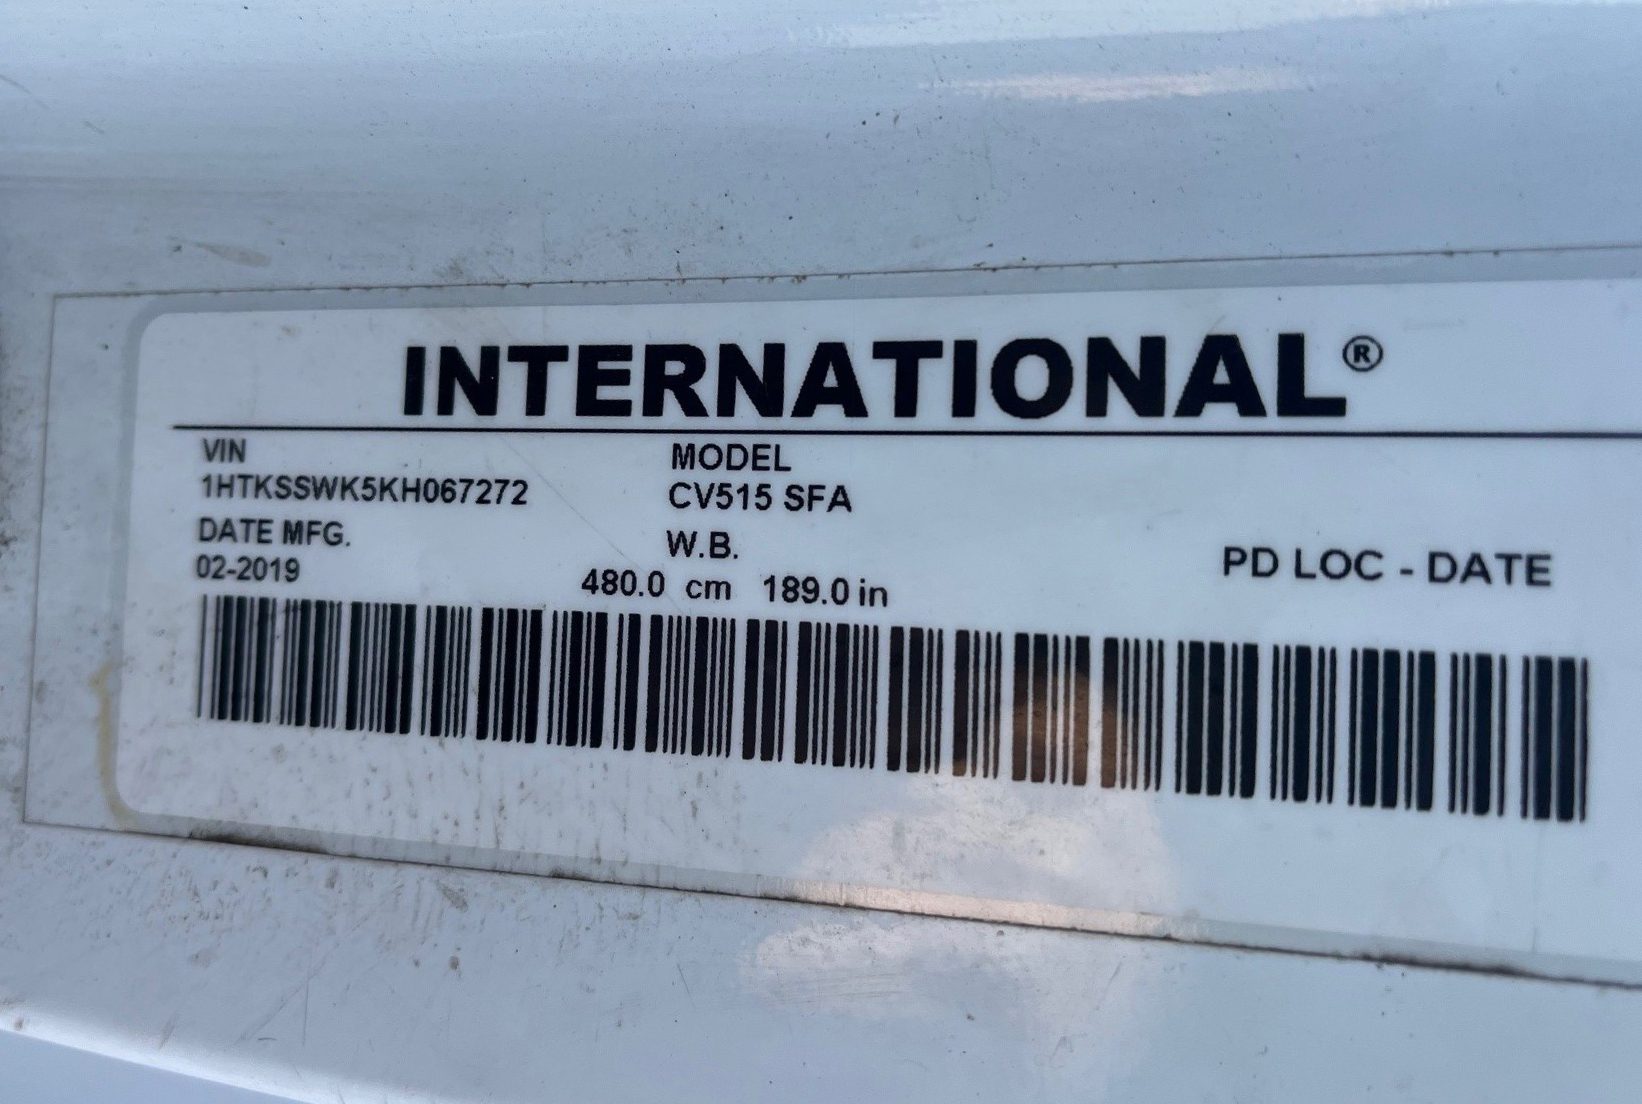 INTERNATIONAL®
VIN
1HTKSSWK5KH067272
DATE MFG.
02-2019
MODEL
CV515 SFA
W.B.
480.0 cm 189.0 in
PD LOC - DATE